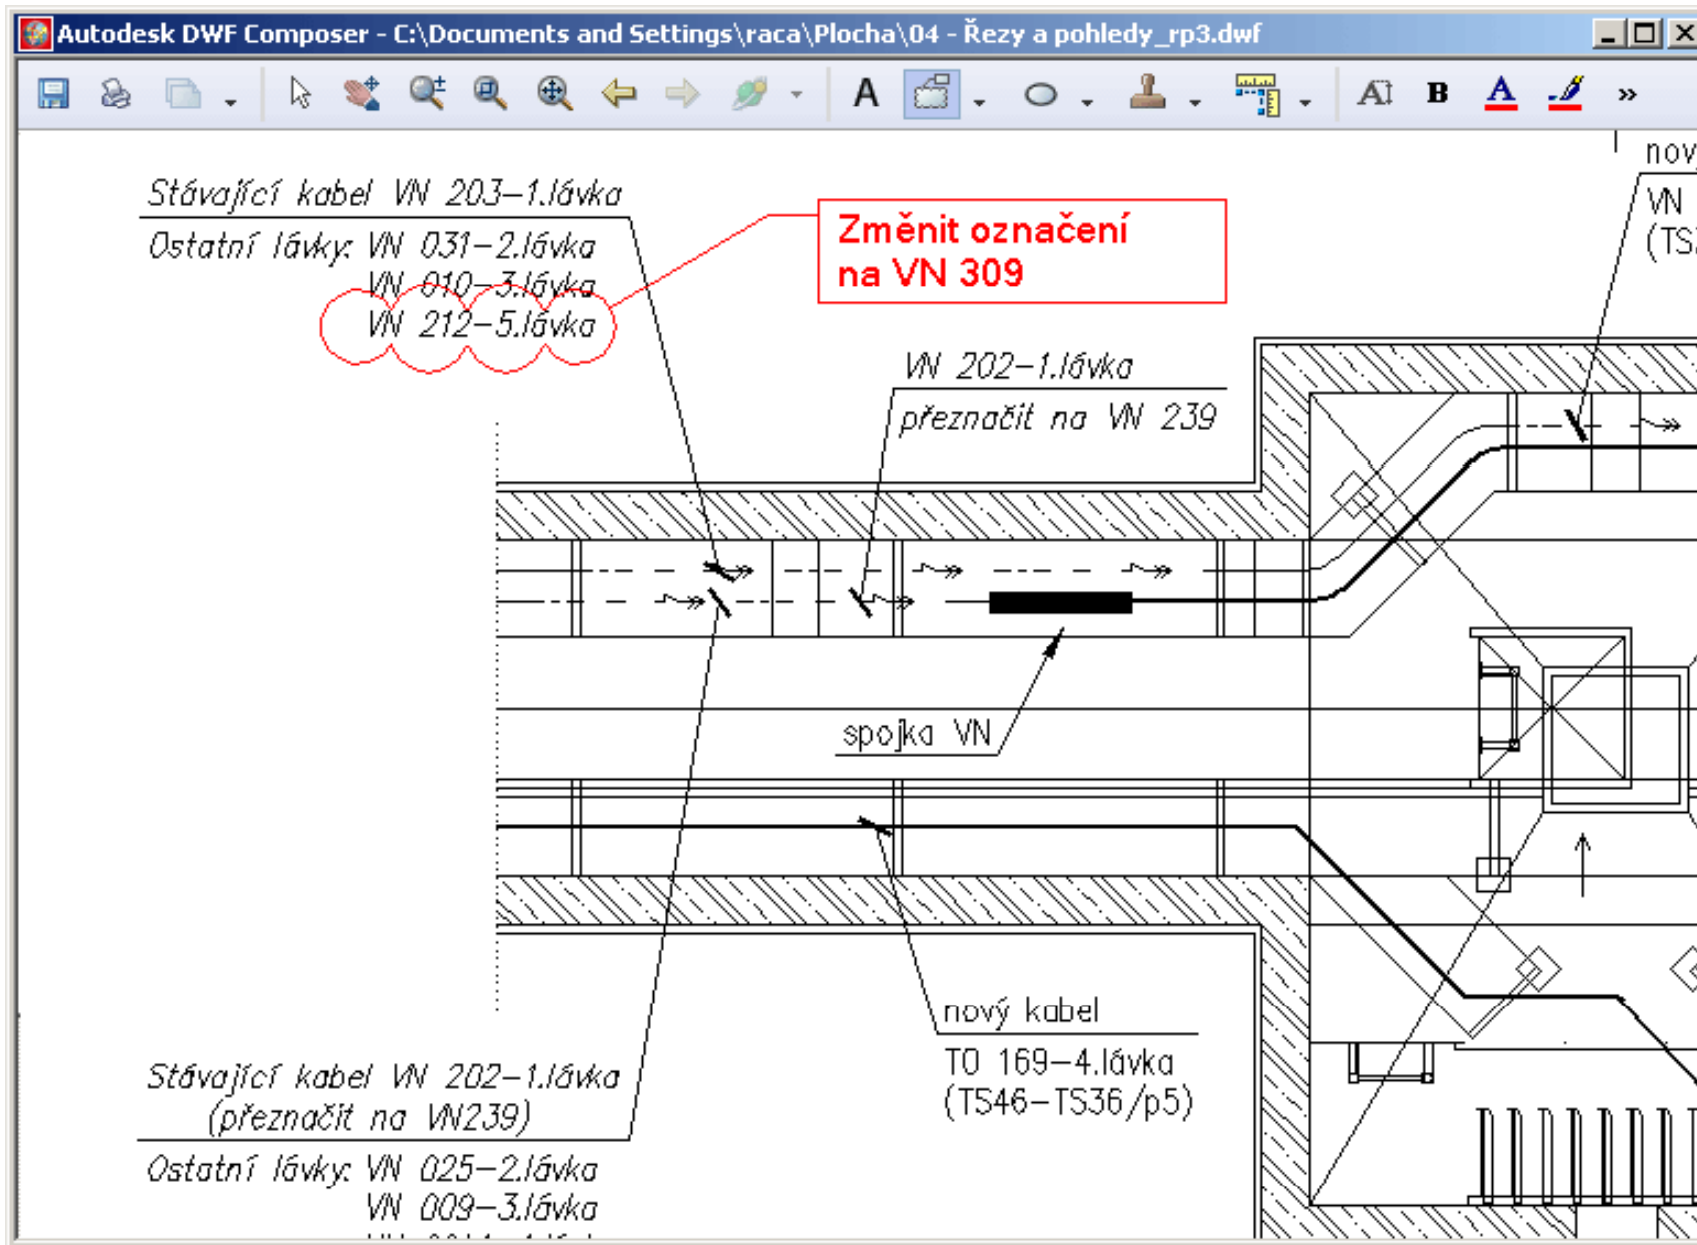 Autodesk DWF Composer - C:\Documents and Settings\raca\Plocha\04 - Řezy a pohledy_rp3.dwf
A
B
A
Stávající kabel VN 203-1.lávka
Ostatní lávky: VN 031-2.lávka
VN 010-3.lávka
VN 212-5.lávka
Změnit označení
na VN 309
VN
VN 202-1.lávka
přeznačit na VN 239
spojka VN
nový kabel
TO 169-4.lávka
(TS46-TS36/p5)
Stávající kabel VN 202-1.lávka
(přeznačit na VN239)
Ostatní lávky: VN 025-2.lávka
VN 009-3.lávka